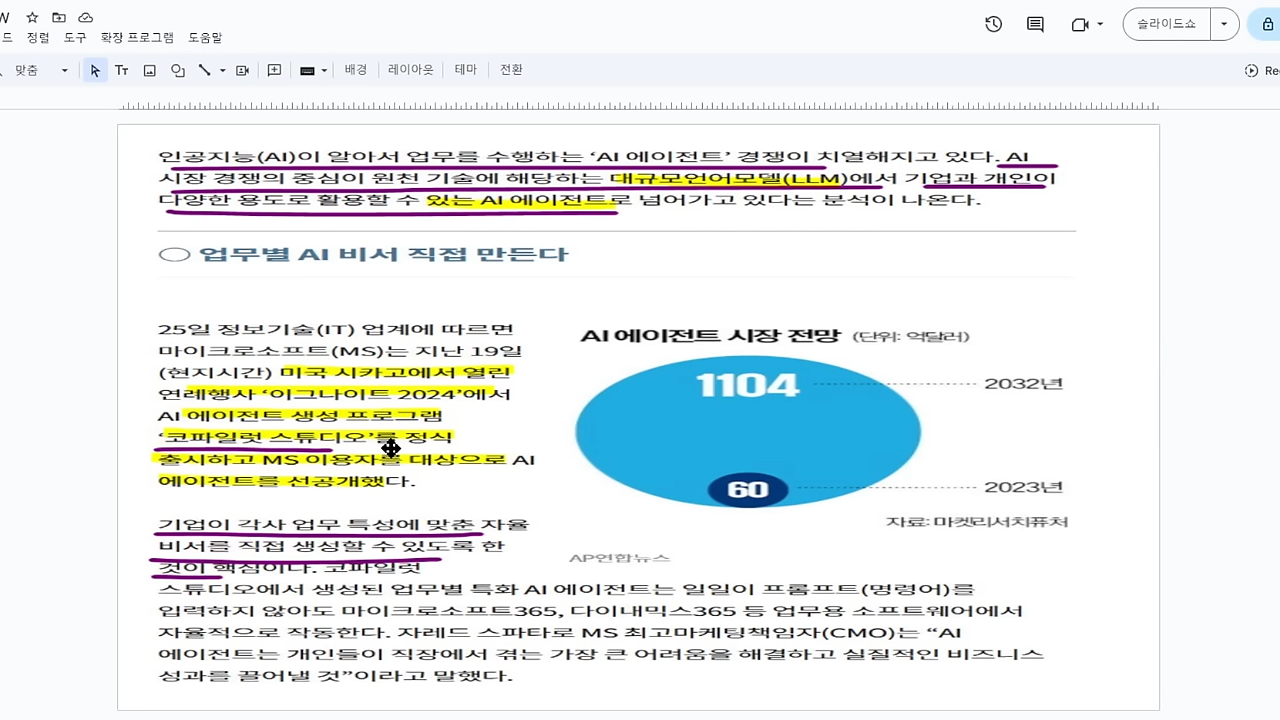 W
드 정렬 도구 확장 프로그램 도움말
슬라이드쇼
맞춤 Tт 배경 레이아웃 테마 전환 Rec
인공지능(AI)이 알아서 업무를 수행하는 ‘AI 에이전트’ 경쟁이 치열해지고 있다. AI
시장 경쟁의 중심이 원천 기술에 해당하는 대규모언어모델(LLM)에서 기업과 개인이
다양한 용도로 활용할 수 있는 AI 에이전트로 넘어가고 있다는 분석이 나온다.
업무별 AI 비서 직접 만든다
25일 정보기술(IT) 업계에 따르면
마이크로소프트(MS)는 지난 19일
(현지시간) 미국 시카고에서 열린
연례행사 ‘이그나이트 2024’에서
AI 에이전트 생성 프로그램
‘코파일럿 스튜디오’를 정식
출시하고 MS 이용자를 대상으로 AI
에이전트를 선공개했다.
AI 에이전트 시장 전망 (단위: 억달러)
1104 2032년
60 2023년
자료: 마켓리서치퓨처
AP연합뉴스
기업이 각사 업무 특성에 맞춘 자율
비서를 직접 생성할 수 있도록 한
것이 핵심이다. 코파일럿
스튜디오에서 생성된 업무별 특화 AI 에이전트는 일일이 프롬프트(명령어)를
입력하지 않아도 마이크로소프트365, 다이내믹스365 등 업무용 소프트웨어에서
자율적으로 작동한다. 자레드 스파타로 MS 최고마케팅책임자(CMO)는 “AI
에이전트는 개인들이 직장에서 겪는 가장 큰 어려움을 해결하고 실질적인 비즈니스
성과를 끌어낼 것”이라고 말했다.